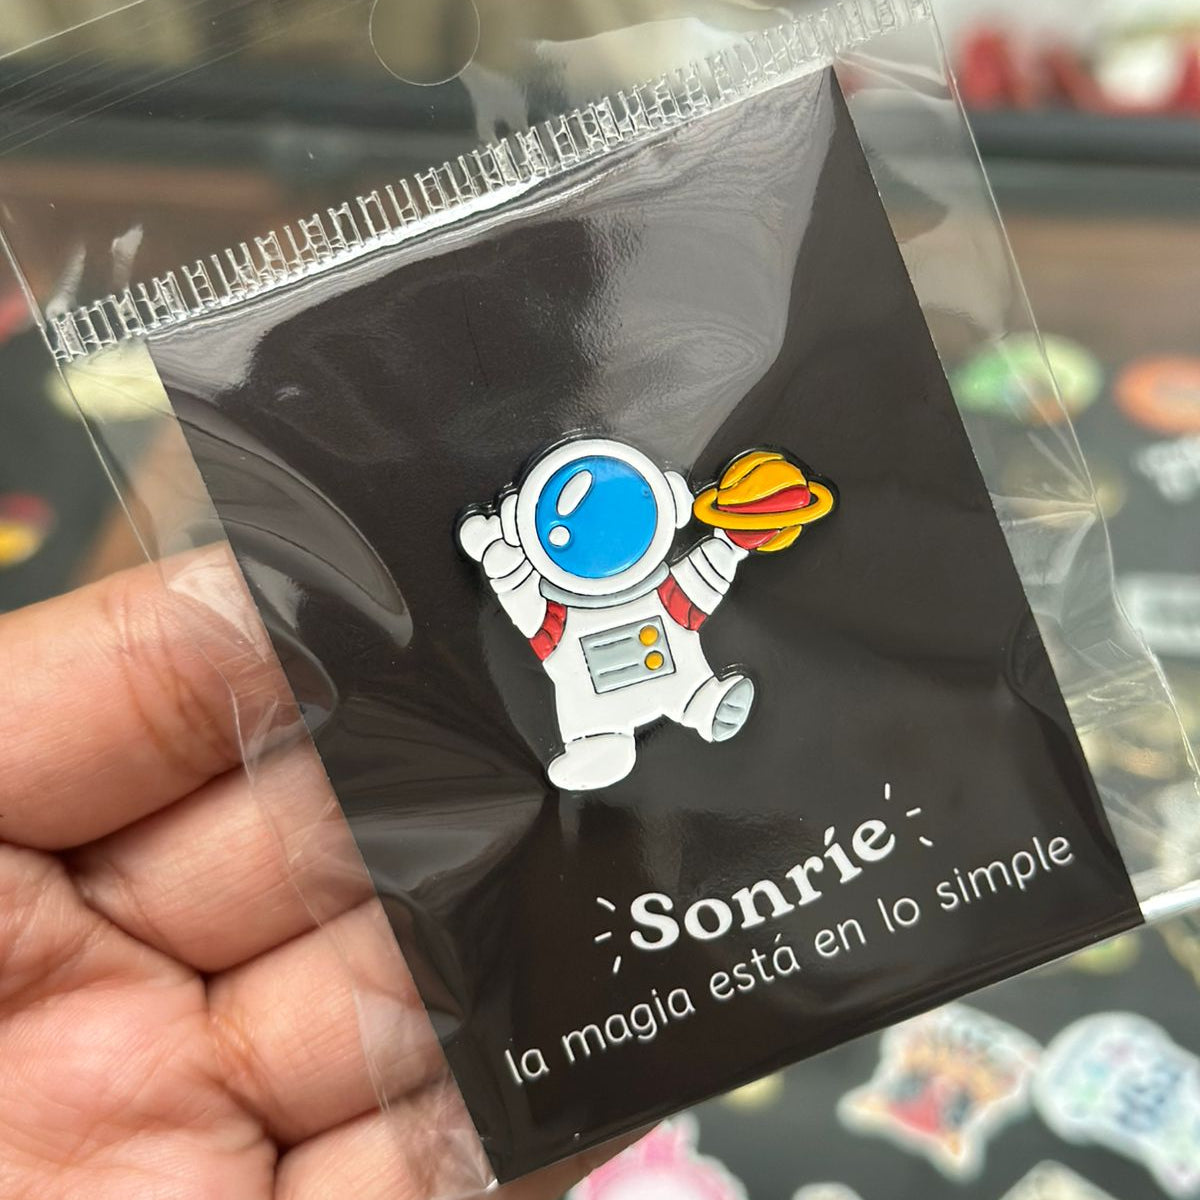 Sonríe
la magia está en lo simple